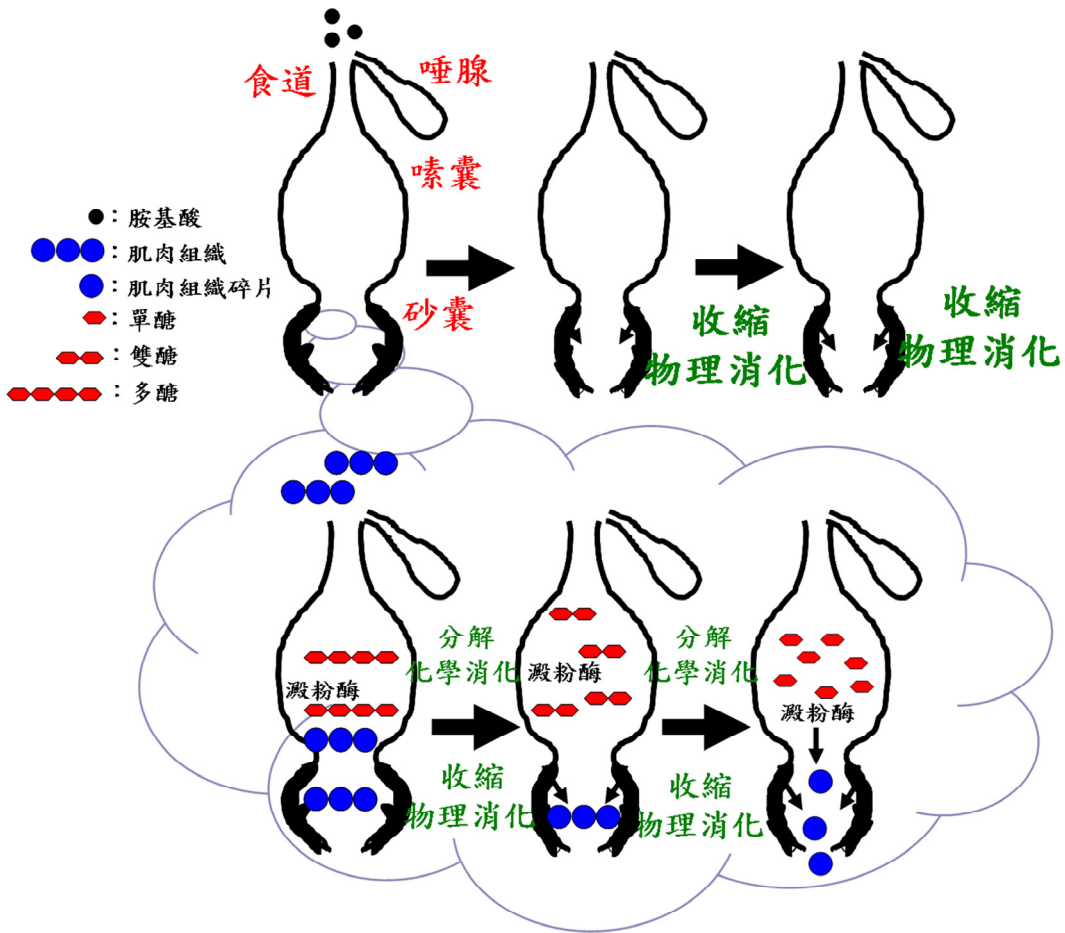 食道
唾腺
嗉囊
砂囊
：胺基酸
：肌肉組織
：肌肉組織碎片
：單醣
：雙醣
：多醣
收縮
物理消化
收縮
物理消化
澱粉酶
分解
化學消化
收縮
物理消化
澱粉酶
分解
化學消化
收縮
物理消化
澱粉酶